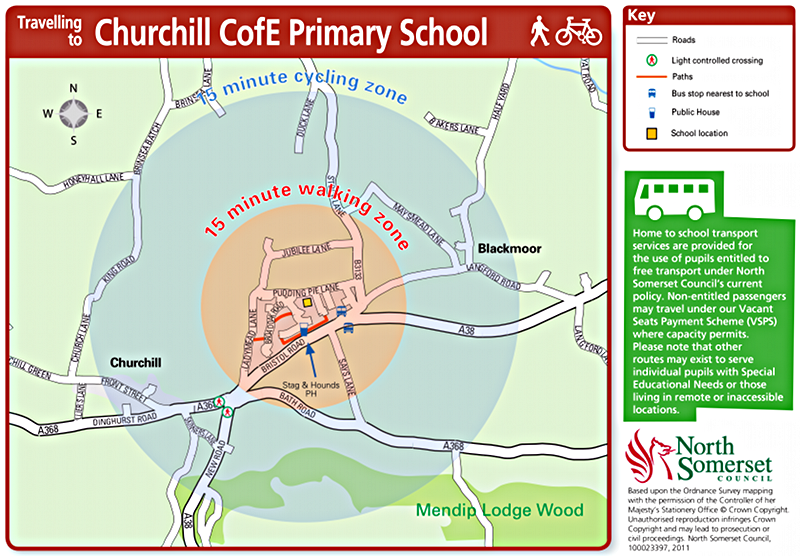 Travelling
to
Churchill CofE Primary School
Key
Roads
Light controlled crossing
Paths
Bus stop nearest to school
Public House
School location
N
W
E
S
15 minute cycling zone
BRINSEA LANE
DUCK LANE
HALF YARD
BAKERS LANE
BRINSEA BATCH
HONEYHALL LANE
15 minute walking zone
MAYSMEAD LANE
JUBILEE LANE
B3133
Blackmoor
LANGFORD ROAD
KING ROAD
PUDDING PIE LANE
BROADOAK ROAD
LADYMEAD LANE
CHURCH LANE
BRISTOL ROAD
A38
SAYS LANE
Churchill
Stag & Hounds
PH
CHILL GREEN
FRONT STREET
DINGHURST ROAD
A368
BATH ROAD
A368
NEW ROAD
A38
Mendip Lodge Wood
Home to school transport
services are provided for
the use of pupils entitled to
free transport under North
Somerset Council's current
policy. Non-entitled passengers
may travel under our Vacant
Seats Payment Scheme (VSPS)
where capacity permits.
Please note that other
routes may exist to serve
individual pupils with Special
Educational Needs or those
living in remote or inaccessible
locations.
North
Somerset
COUNCIL
Based upon the Ordnance Survey mapping
with the permission of the Controller of her
Majesty's Stationery Office © Crown Copyright.
Unauthorised reproduction infringes Crown
Copyright and may lead to prosecution or
civil proceedings. North Somerset Council,
100023397, 2011